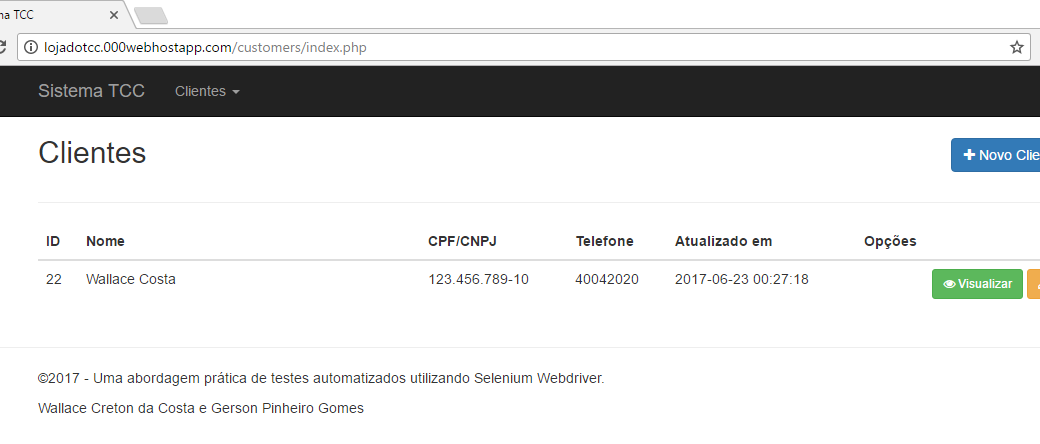 na TCC
lojadotcc.000webhostapp.com/customers/index.php
Sistema TCC Clientes
Clientes
Novo Clie
ID Nome CPF/CNPJ Telefone Atualizado em Opções
22 Wallace Costa 123.456.789-10 40042020 2017-06-23 00:27:18 Visualizar
©2017 - Uma abordagem prática de testes automatizados utilizando Selenium Webdriver.
Wallace Creton da Costa e Gerson Pinheiro Gomes